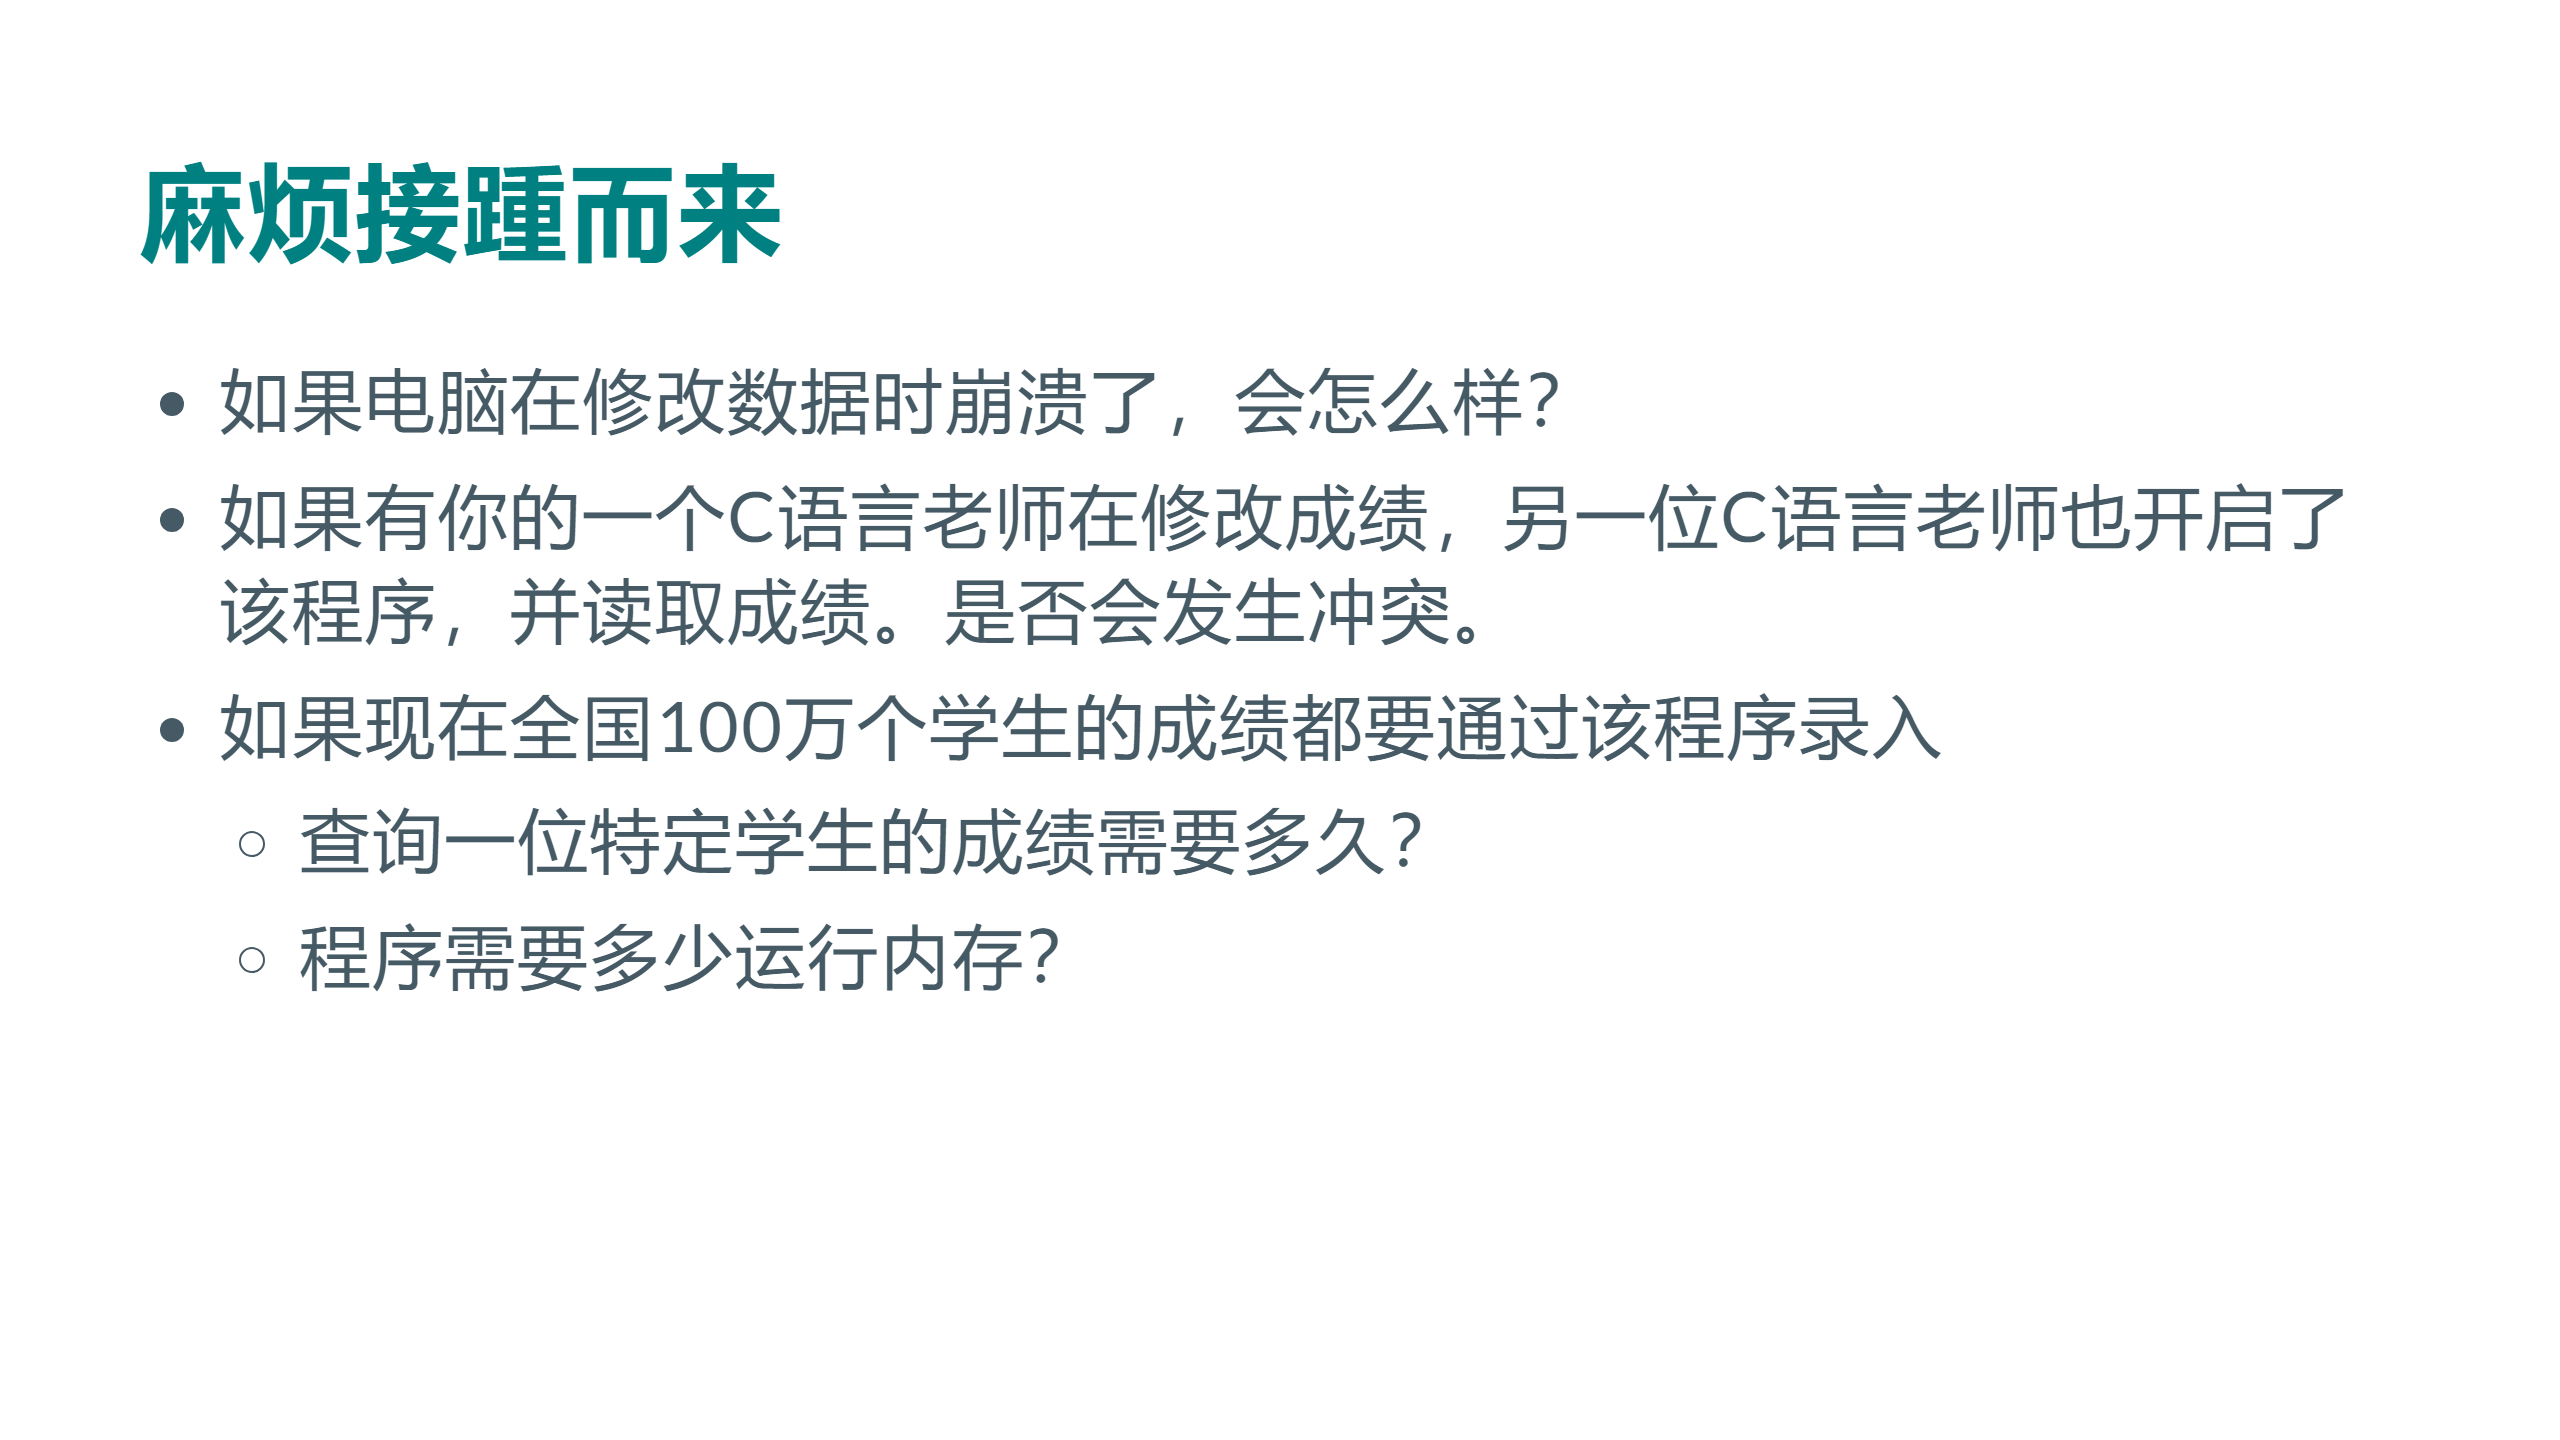 麻烦接踵而来
• 如果电脑在修改数据时崩溃了，会怎么样？
• 如果有你的一个C语言老师在修改成绩，另一位C语言老师也开启了
该程序，并读取成绩。是否会发生冲突。
• 如果现在全国100万个学生的成绩都要通过该程序录入
○ 查询一位特定学生的成绩需要多久？
○ 程序需要多少运行内存？